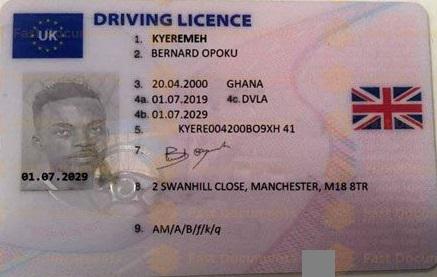 DRIVING LICENCE
UK
1. KYEREMEH
2. BERNARD OPOKU
3. 20.04.2000 GHANA
4a. 01.07.2019 4c. DVLA
4b. 01.07.2029
5. KYERE004200BO9XH 41
7.
01.07.2029
8. 2 SWANHILL CLOSE, MANCHESTER, M18 8TR
9. AM/A/B/f/k/q
Fast Documents